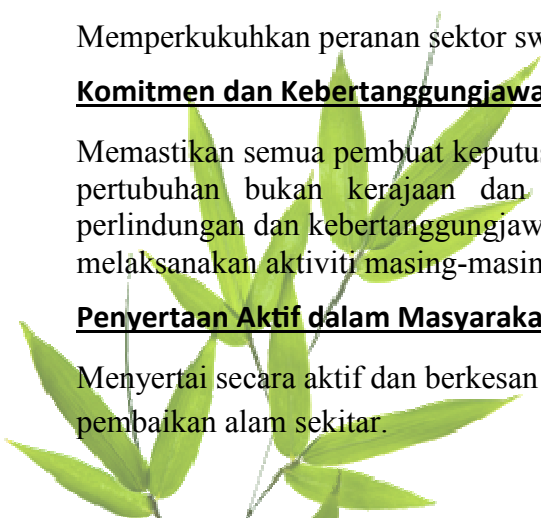 Memperkukuhkan peranan sektor sw
Komitmen dan Kebertanggungjawa
Memastikan semua pembuat keputus
pertubuhan bukan kerajaan dan
perlindungan dan kebertanggungjaw
melaksanakan aktiviti masing-masin
Penyertaan Aktif dalam Masyaraka
Menyertai secara aktif dan berkesan
pembaikan alam sekitar.